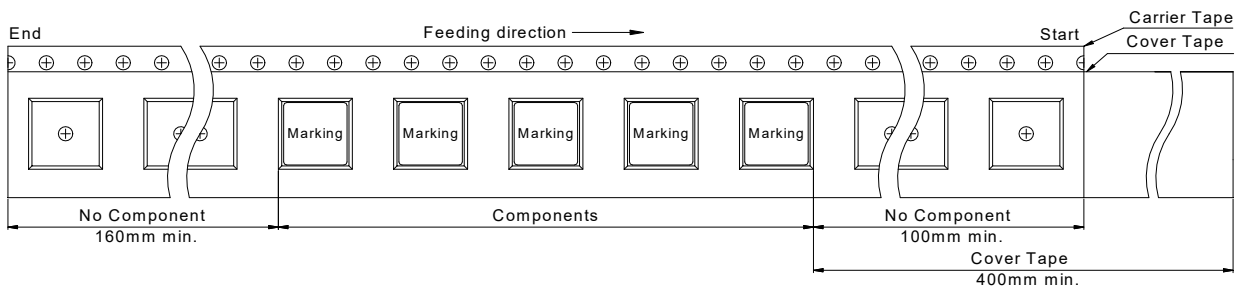 End
Feeding direction
Start
Carrier Tape
Cover Tape
Marking
Marking
Marking
Marking
Marking
No Component
160mm min.
Components
No Component
100mm min.
Cover Tape
400mm min.